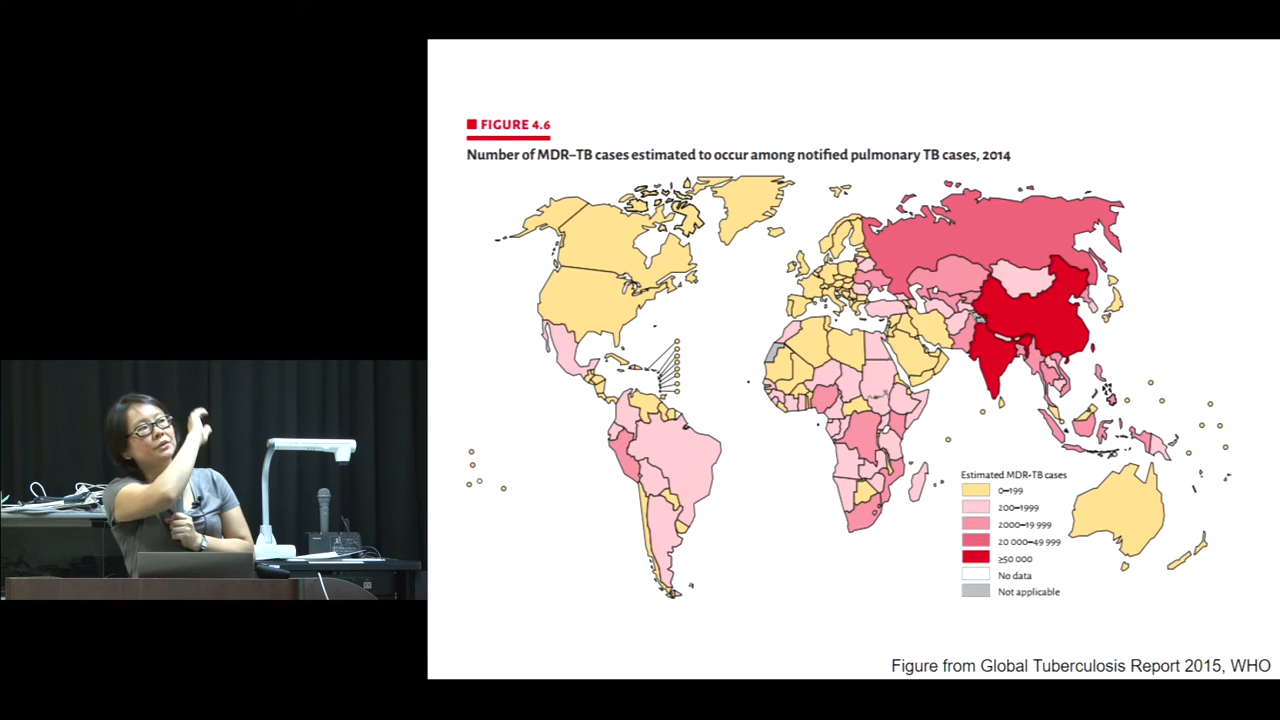 FIGURE 4.6
Number of MDR–TB cases estimated to occur among notified pulmonary TB cases, 2014
Estimated MDR-TB cases
0–199
200–1999
2000–19 999
20 000–49 999
≥50 000
No data
Not applicable
Figure from Global Tuberculosis Report 2015, WHO